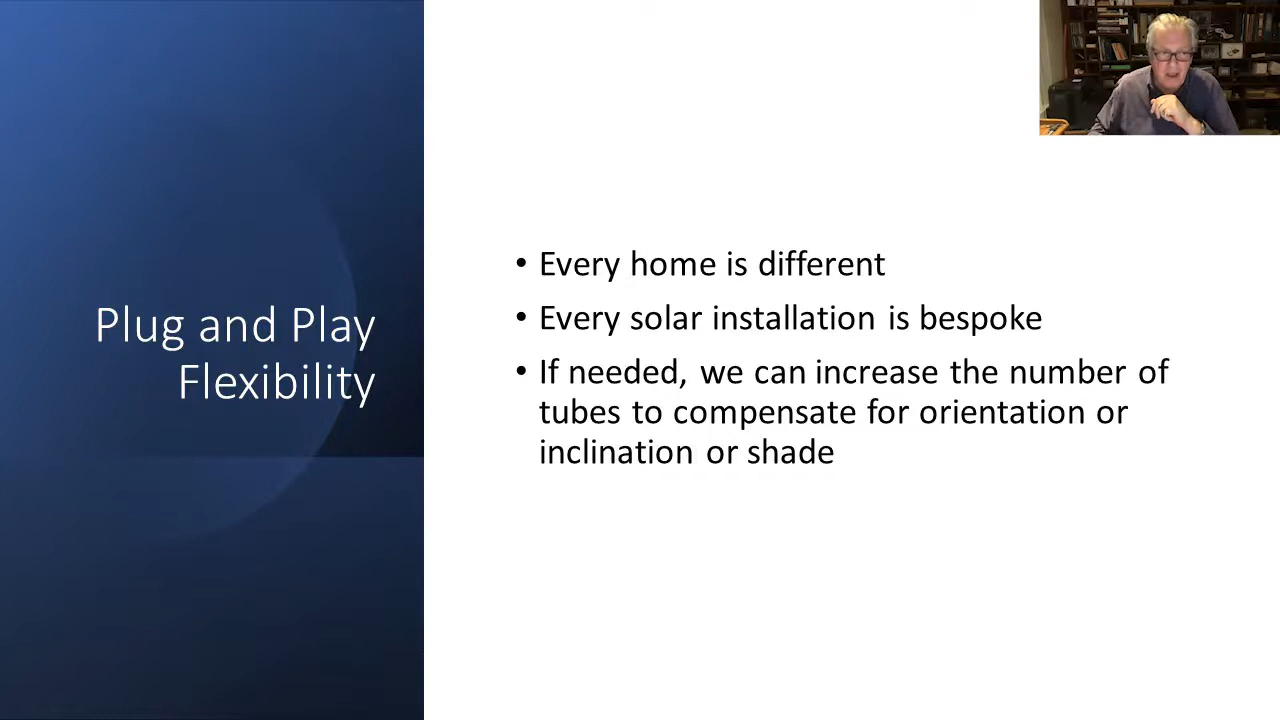 Plug and Play
Flexibility
• Every home is different
• Every solar installation is bespoke
• If needed, we can increase the number of
tubes to compensate for orientation or
inclination or shade